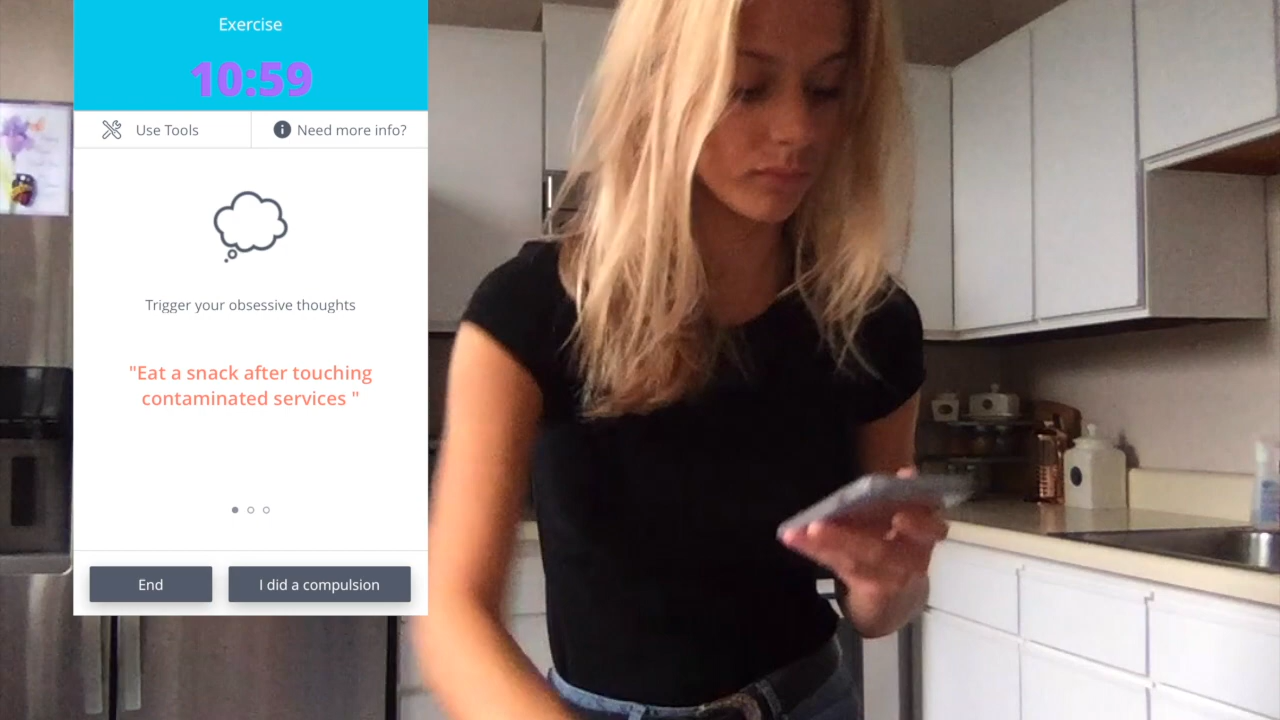 Exercise
10:59
Use Tools
Need more info?
Trigger your obsessive thoughts
"Eat a snack after touching
contaminated services "
End
I did a compulsion